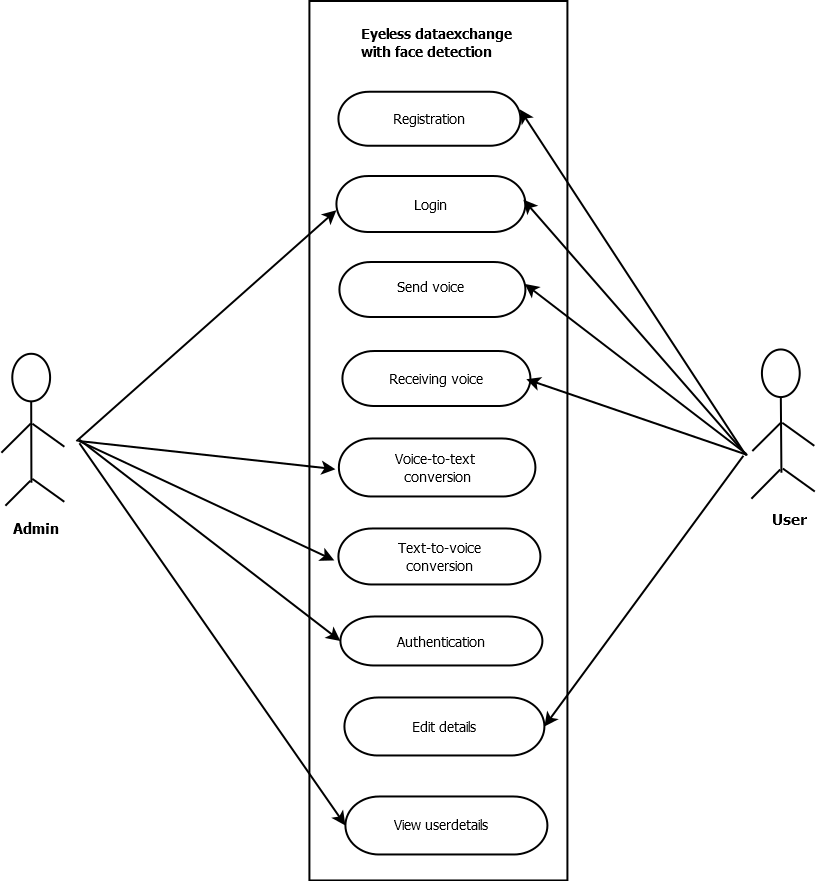 Eyeless dataexchange
with face detection
Registration
Login
Send voice
Receiving voice
Voice-to-text
conversion
Admin
User
Text-to-voice
conversion
Authentication
Edit details
View userdetails